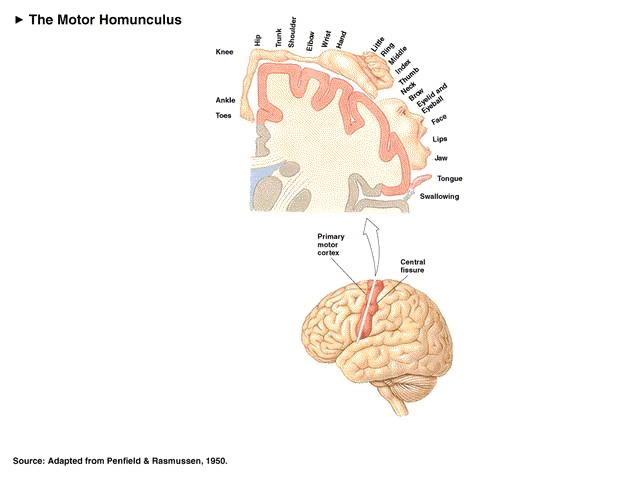 ► The Motor Homunculus
Knee
Hip
Trunk
Shoulder
Elbow
Wrist
Hand
Little
Ring
Middle
Index
Thumb
Neck
Brow
Eyelid and
Eyeball
Face
Lips
Jaw
Tongue
Swallowing
Ankle
Toes
Primary
motor
cortex
Central
fissure
Source: Adapted from Penfield & Rasmussen, 1950.